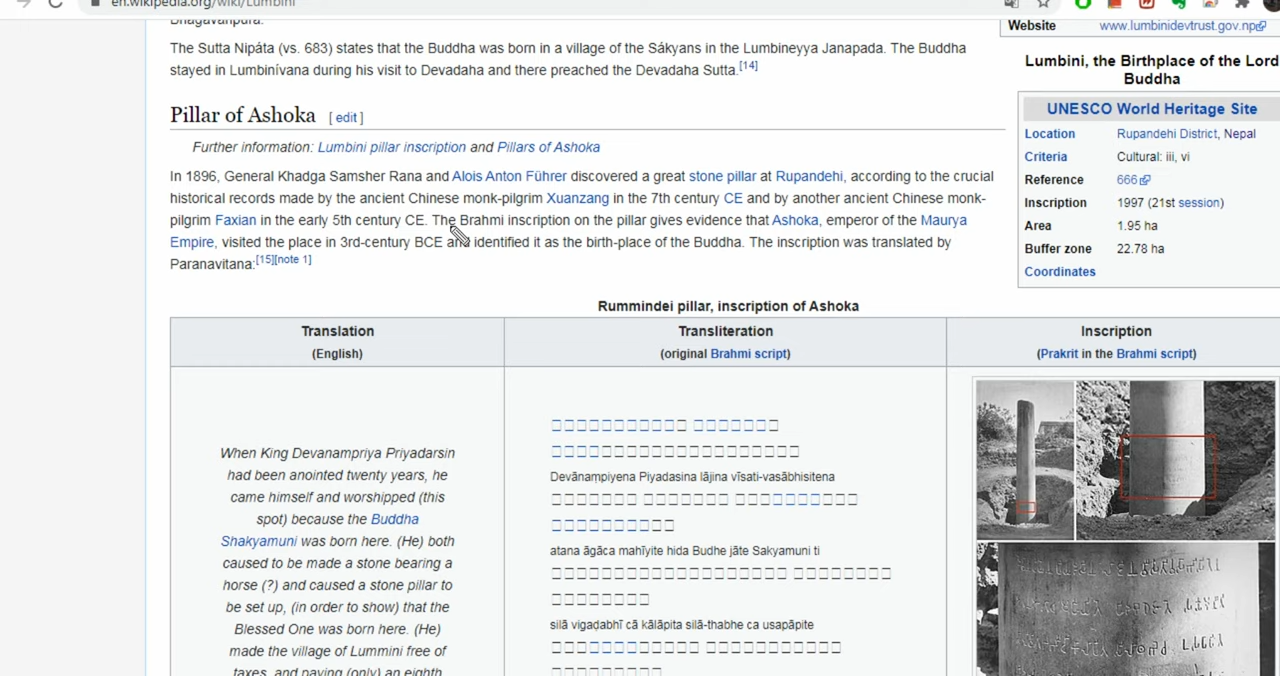 en.wikipedia.org/wiki/Lumbini
Bhagavanpura.
The Sutta Nipáta (vs. 683) states that the Buddha was born in a village of the Sákyans in the Lumbineyya Janapada. The Buddha
stayed in Lumbinívana during his visit to Devadaha and there preached the Devadaha Sutta.[14]
Pillar of Ashoka [ edit ]
Further information: Lumbini pillar inscription and Pillars of Ashoka
In 1896, General Khadga Samsher Rana and Alois Anton Führer discovered a great stone pillar at Rupandehi, according to the crucial
historical records made by the ancient Chinese monk-pilgrim Xuanzang in the 7th century CE and by another ancient Chinese monk-
pilgrim Faxian in the early 5th century CE. The Brahmi inscription on the pillar gives evidence that Ashoka, emperor of the Maurya
Empire, visited the place in 3rd-century BCE and identified it as the birth-place of the Buddha. The inscription was translated by
Paranavitana:[15][note 1]
Rummindei pillar, inscription of Ashoka
Translation
(English)
Transliteration
(original Brahmi script)
Inscription
(Prakrit in the Brahmi script)
When King Devanampriya Priyadarsin
had been anointed twenty years, he
came himself and worshipped (this
spot) because the Buddha
Shakyamuni was born here. (He) both
caused to be made a stone bearing a
horse (?) and caused a stone pillar to
be set up, (in order to show) that the
Blessed One was born here. (He)
made the village of Lummini free of
taxes, and paying (only) an eighth
Devānaṃpiyena Piyadasina lājina vīsati-vasābhisitena
atana āgāca mahīyite hida Budhe jāte Sakyamuni ti
silā vigaḍabhī cā kālāpita silā-thabhe ca usapāpite
Website www.lumbinidevtrust.gov.np
Lumbini, the Birthplace of the Lord
Buddha
UNESCO World Heritage Site
Location Rupandehi District, Nepal
Criteria Cultural: iii, vi
Reference 666
Inscription 1997 (21st session)
Area 1.95 ha
Buffer zone 22.78 ha
Coordinates